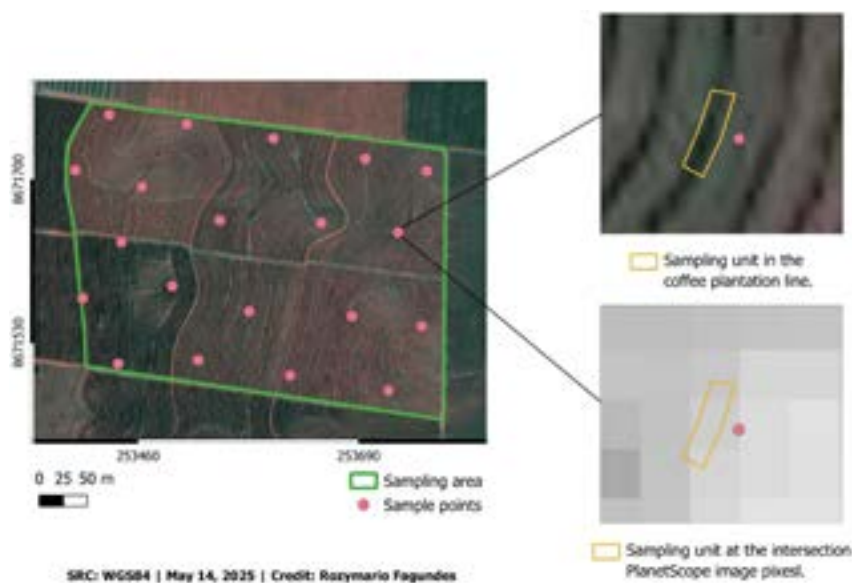 8671700
8671530
253460
253690
0 25 50 m
Sampling area
Sample points
Sampling unit in the
coffee plantation line.
Sampling unit at the intersection
PlanetScope image pixesl.
SRC: WGS84 | May 14, 2025 | Credit: Rozymario Fagundes